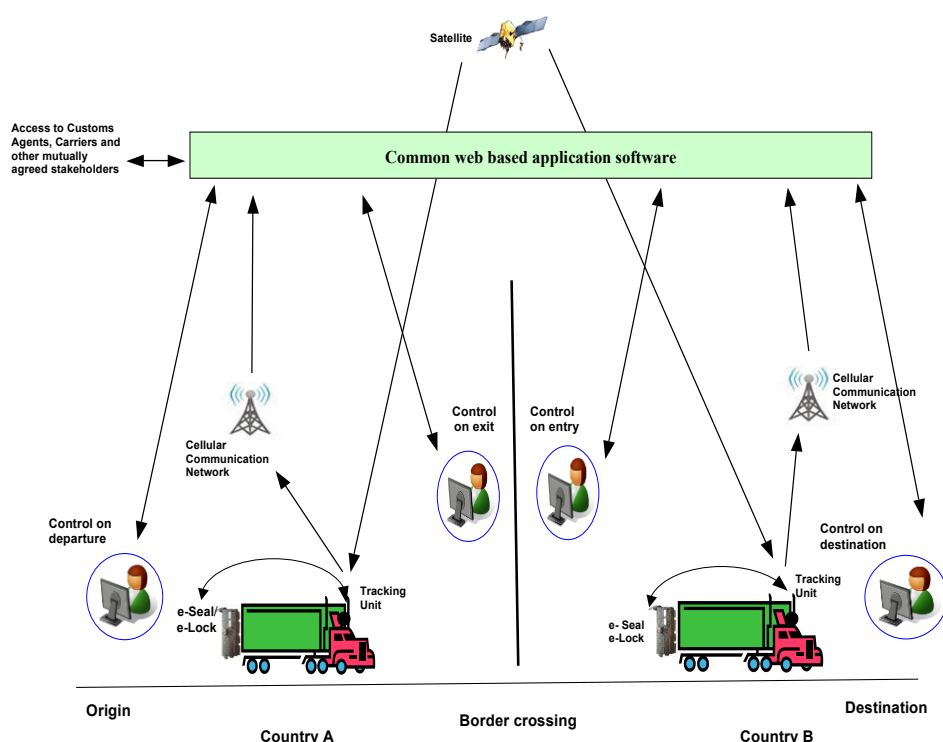 Satellite
Access to Customs
Agents, Carriers and
other mutually
agreed stakeholders
Common web based application software
Cellular
Communication
Network
Cellular
Communication
Network
Control
on exit
Control
on entry
Control on
departure
Control on
destination
e-Seal/
e-Lock
Tracking
Unit
e- Seal
e-Lock
Tracking
Unit
Origin
Border crossing
Destination
Country A
Country B